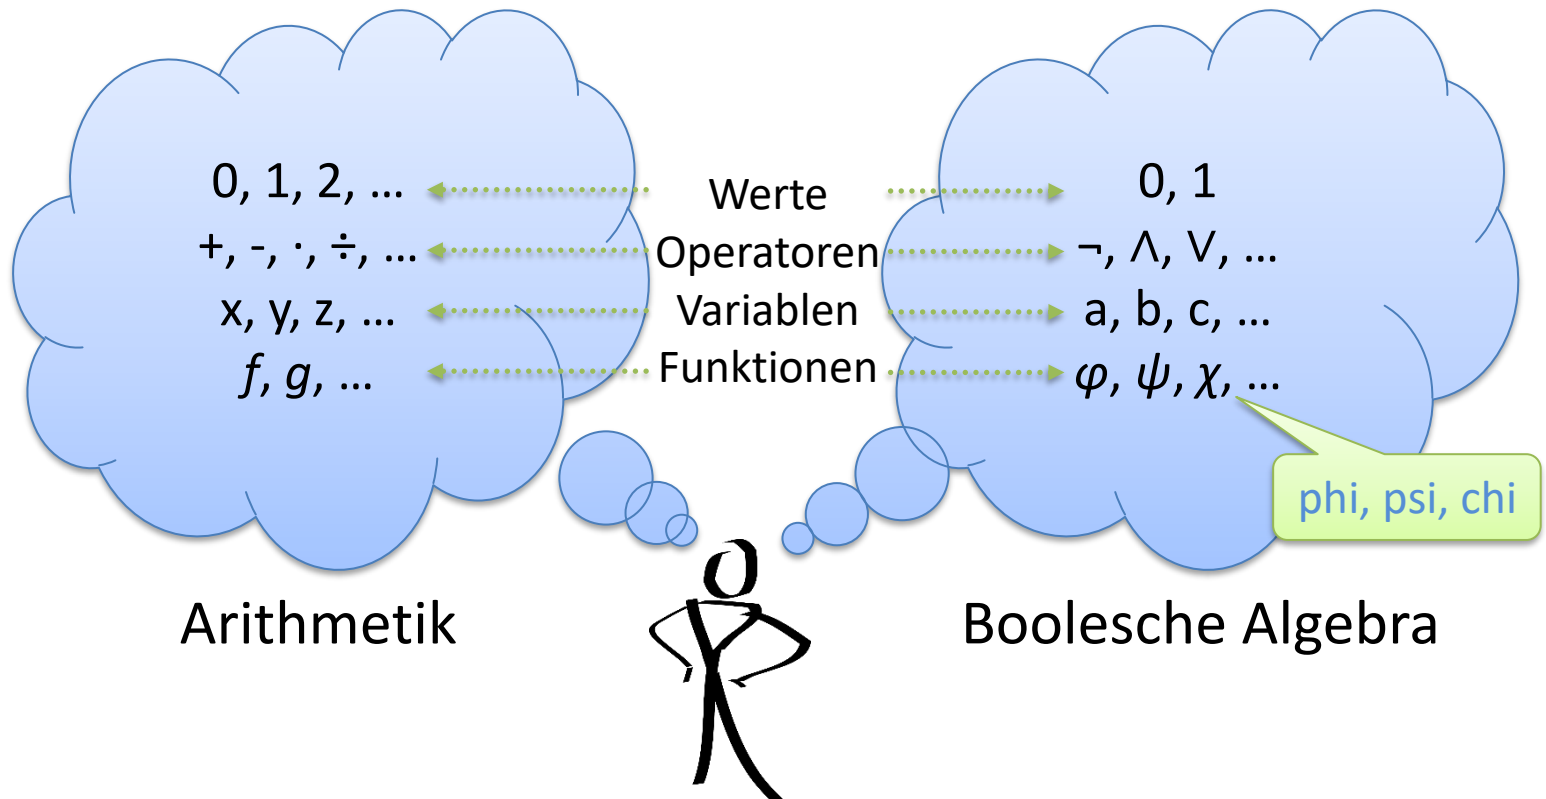 0, 1, 2, …
Werte
0, 1
+, -, ·, ÷, …
Operatoren
¬, ∧, ∨, …
x, y, z, …
Variablen
a, b, c, …
f, g, …
Funktionen
φ, ψ, χ, …
phi, psi, chi
Arithmetik
Boolesche Algebra